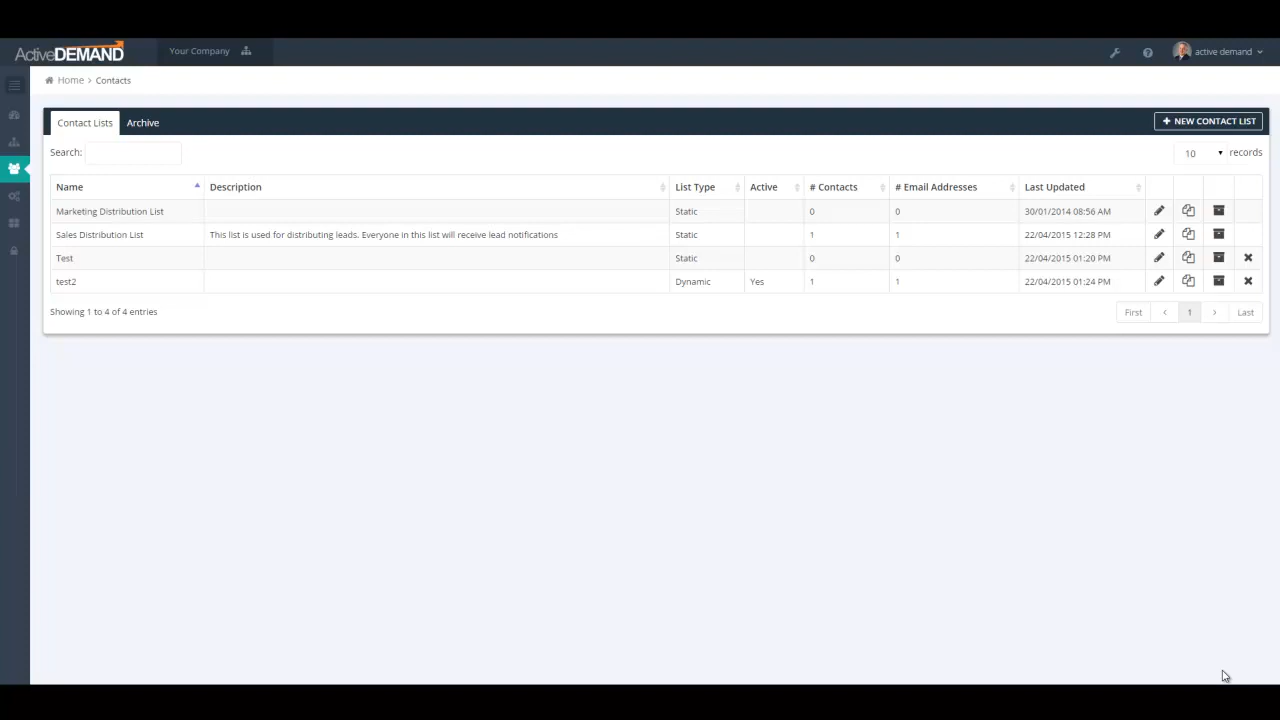 ActiveDEMAND Your Company active demand
Home > Contacts
Contact Lists Archive + NEW CONTACT LIST
Search: 10 records
Name Description List Type Active # Contacts # Email Addresses Last Updated
Marketing Distribution List Static 0 0 30/01/2014 08:56 AM
Sales Distribution List This list is used for distributing leads. Everyone in this list will receive lead notifications Static 1 1 22/04/2015 12:28 PM
Test Static 0 0 22/04/2015 01:20 PM
test2 Dynamic Yes 1 1 22/04/2015 01:24 PM
Showing 1 to 4 of 4 entries First ‹ 1 › Last